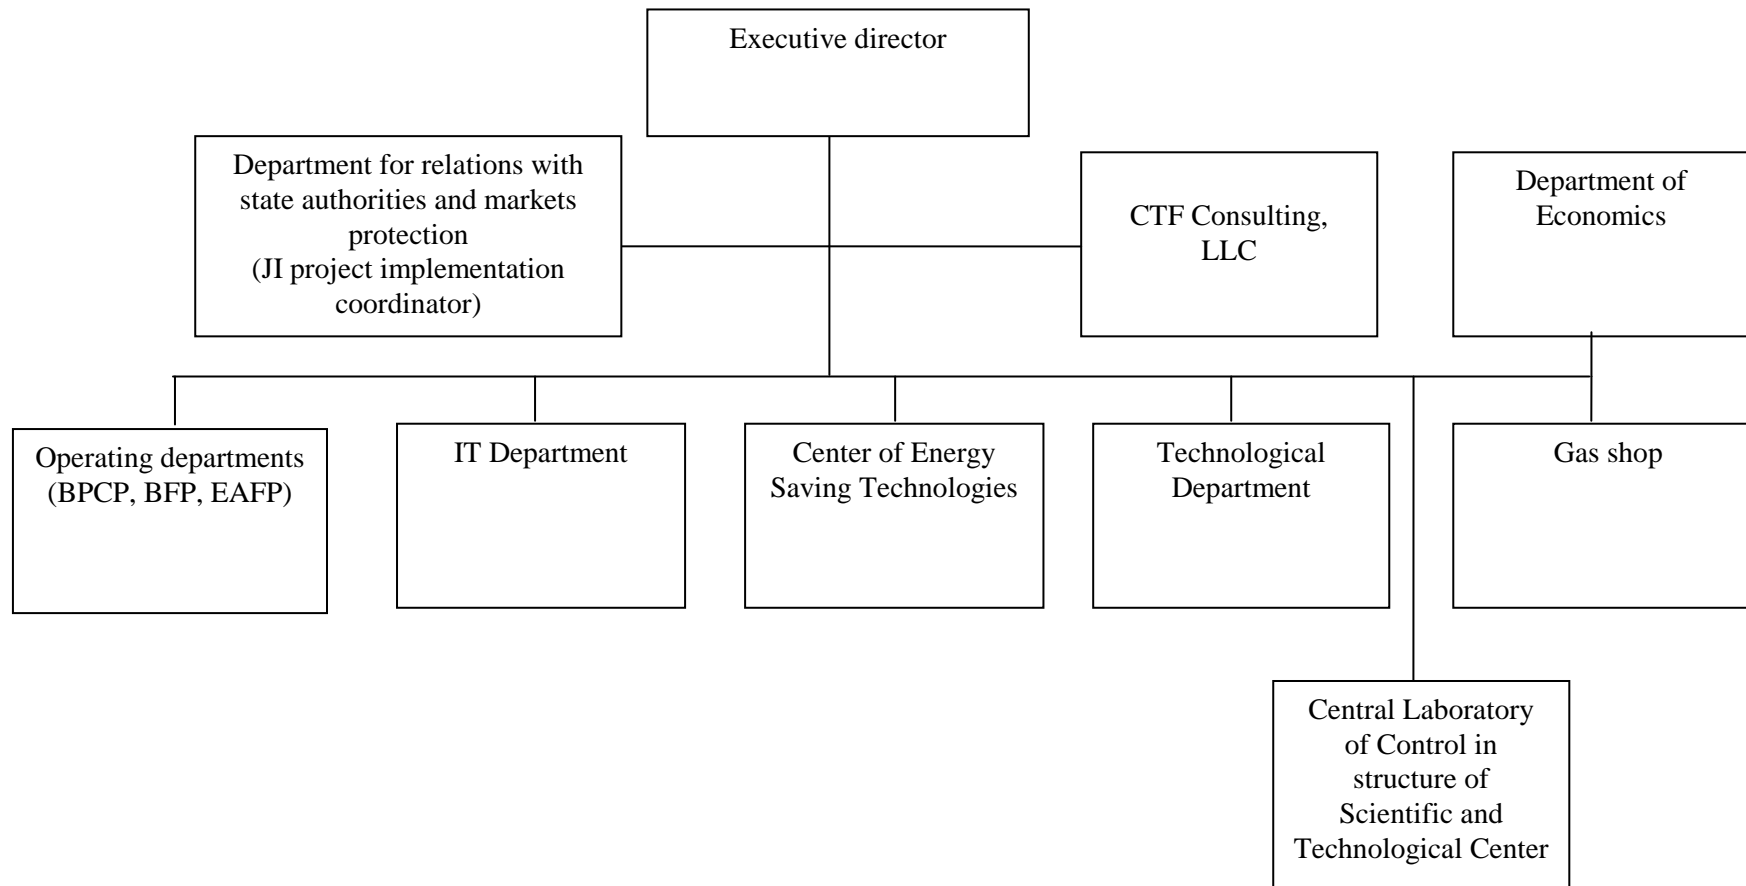 Executive director
Department for relations with
state authorities and markets
protection
(JI project implementation
coordinator)
CTF Consulting,
LLC
Department of
Economics
Operating departments
(BPCP, BFP, EAFP)
IT Department
Center of Energy
Saving Technologies
Technological
Department
Gas shop
Central Laboratory
of Control in
structure of
Scientific and
Technological Center